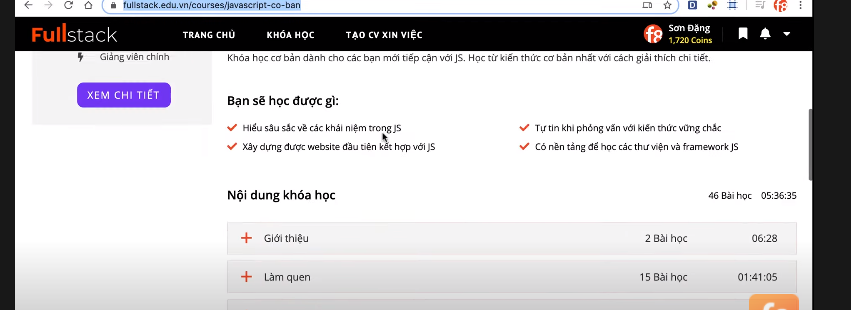 fullstack.edu.vn/courses/javascript-co-ban
Fullstack
TRANG CHỦ
KHÓA HỌC
TẠO CV XIN VIỆC
f8
Sơn Đặng
1,720 Coins
Giảng viên chính
XEM CHI TIẾT
Khóa học cơ bản dành cho các bạn mới tiếp cận với JS. Học từ kiến thức cơ bản nhất với cách giải thích chi tiết.
Bạn sẽ học được gì:
Hiểu sâu sắc về các khái niệm trong JS
Tự tin khi phỏng vấn với kiến thức vững chắc
Xây dựng được website đầu tiên kết hợp với JS
Có nền tảng để học các thư viện và framework JS
Nội dung khóa học
46 Bài học 05:36:35
Giới thiệu 2 Bài học 06:28
Làm quen 15 Bài học 01:41:05